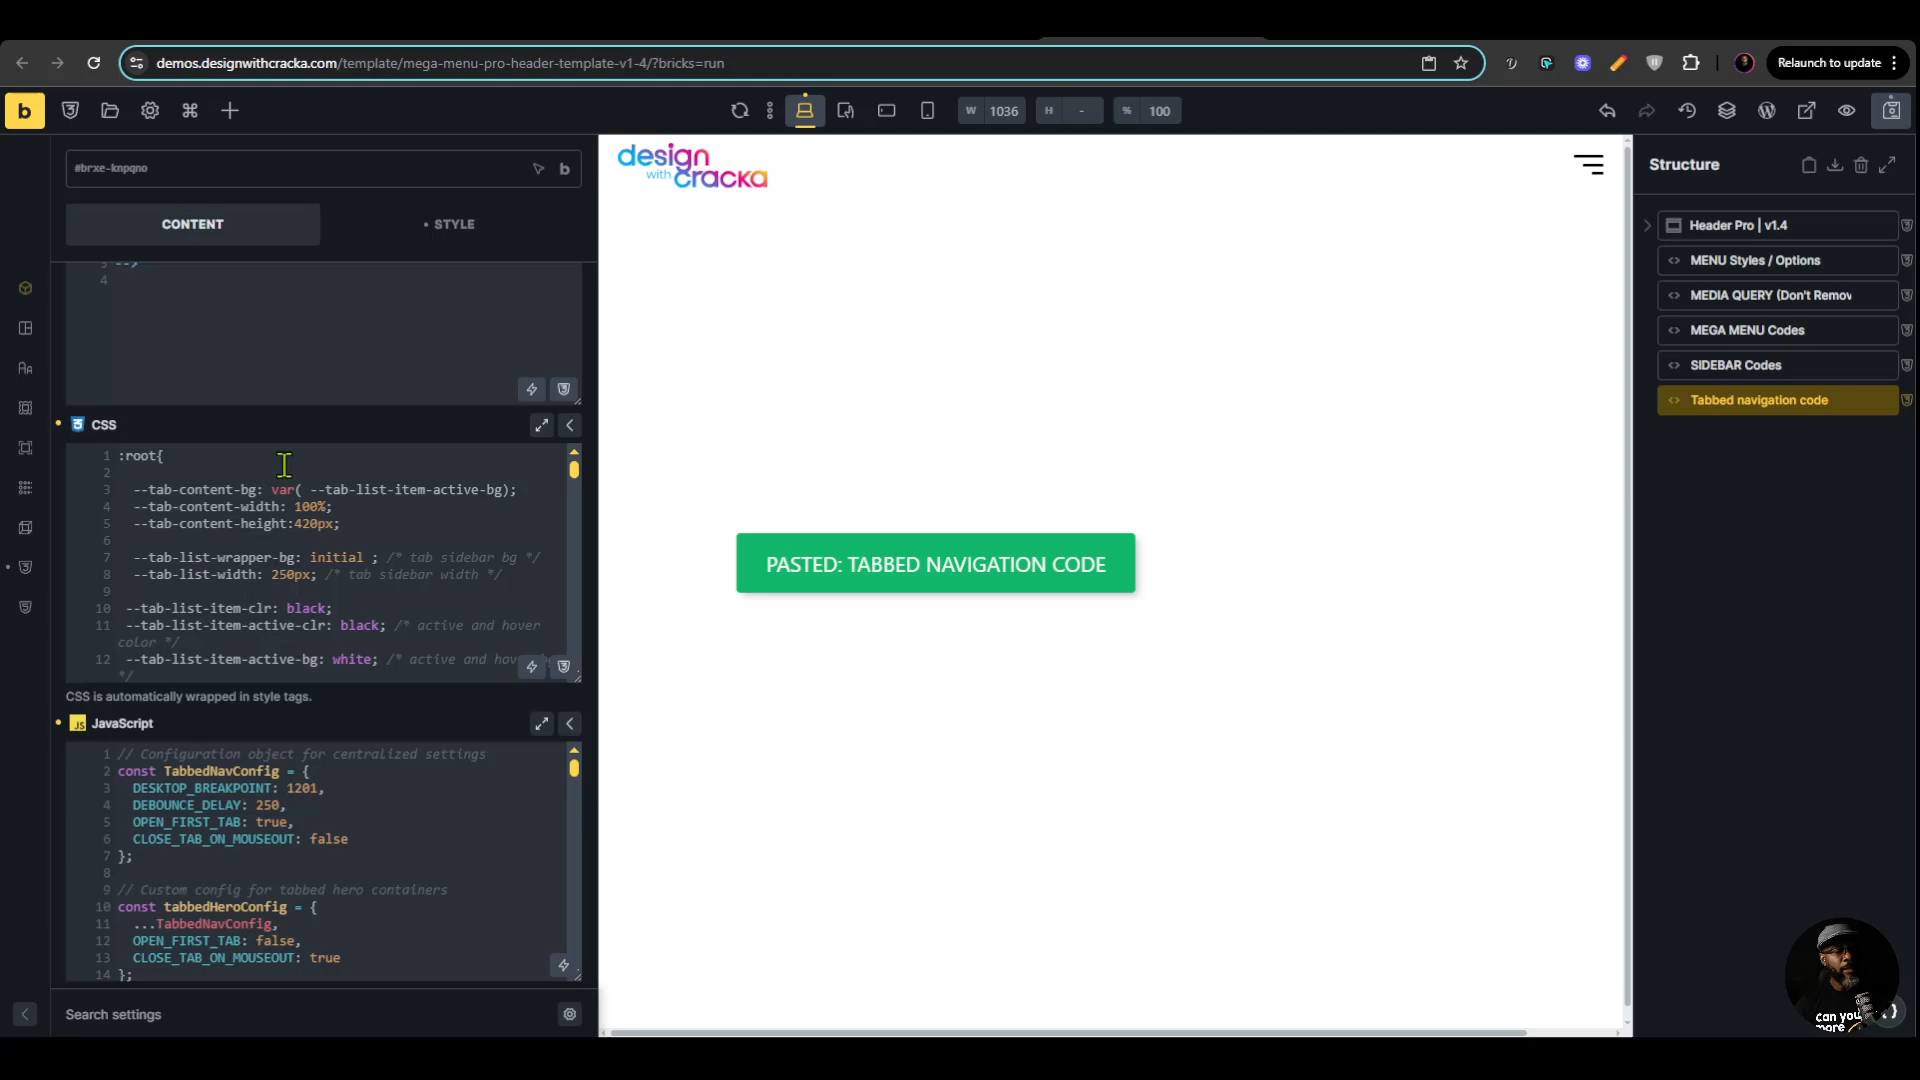 demos.designwithcracka.com/template/mega-menu-pro-header-template-v1-4/?bricks=run
Relaunch to update
b
W 1036
H -
% 100
#brxe-knpqno
b
CONTENT
STYLE
3 -->
4
CSS
1 :root{
2
3 --tab-content-bg: var( --tab-list-item-active-bg);
4 --tab-content-width: 100%;
5 --tab-content-height:420px;
6
7 --tab-list-wrapper-bg: initial ; /* tab sidebar bg */
8 --tab-list-width: 250px; /* tab sidebar width */
9
10 --tab-list-item-clr: black;
11 --tab-list-item-active-clr: black; /* active and hover
color */
12 --tab-list-item-active-bg: white; /* active and hov
*/
CSS is automatically wrapped in style tags.
JS JavaScript
1 // Configuration object for centralized settings
2 const TabbedNavConfig = {
3 DESKTOP_BREAKPOINT: 1201,
4 DEBOUNCE_DELAY: 250,
5 OPEN_FIRST_TAB: true,
6 CLOSE_TAB_ON_MOUSEOUT: false
7 };
8
9 // Custom config for tabbed hero containers
10 const tabbedHeroConfig = {
11 ...TabbedNavConfig,
12 OPEN_FIRST_TAB: false,
13 CLOSE_TAB_ON_MOUSEOUT: true
14 };
Search settings
design
with cracka
PASTED: TABBED NAVIGATION CODE
Structure
Header Pro | v1.4
MENU Styles / Options
MEDIA QUERY (Don't Remov
MEGA MENU Codes
SIDEBAR Codes
Tabbed navigation code
can you
more